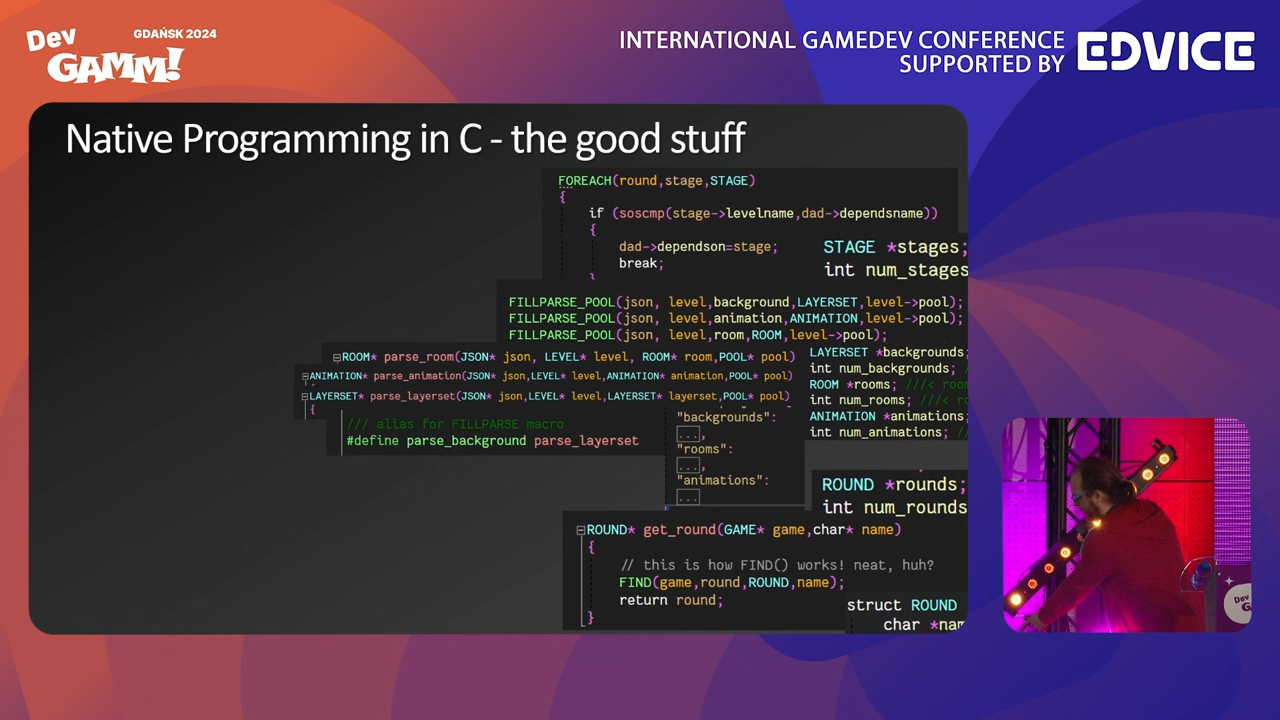 Dev
GAMM!
GDAŃSK 2024
INTERNATIONAL GAMEDEV CONFERENCE
SUPPORTED BY
EDVICE
Native Programming in C - the good stuff
FOREACH(round,stage,STAGE)
{
if (soscmp(stage->levelname,dad->dependsname))
{
dad->dependson=stage;
break;
STAGE *stages;
int num_stages
FILLPARSE_POOL(json, level,background,LAYERSET,level->pool);
FILLPARSE_POOL(json, level,animation,ANIMATION,level->pool);
FILLPARSE_POOL(json, level,room,ROOM,level->pool);
ROOM* parse_room(JSON* json, LEVEL* level, ROOM* room,POOL* pool)
ANIMATION* parse_animation(JSON* json,LEVEL* level,ANIMATION* animation,POOL* pool)
LAYERSET* parse_layerset(JSON* json,LEVEL* level,LAYERSET* layerset,POOL* pool)
{
/// alias for FILLPARSE macro
#define parse_background parse_layerset
LAYERSET *backgrounds;
int num_backgrounds; /
ROOM *rooms; ///< roo
int num_rooms; ///< r
ANIMATION *animations;
int num_animations; //
"backgrounds":
...,
"rooms":
...,
"animations":
...
ROUND *rounds;
int num_rounds
ROUND* get_round(GAME* game,char* name)
{
// this is how FIND() works! neat, huh?
FIND(game,round,ROUND,name);
return round;
}
struct ROUND
char *nam
Dev
G